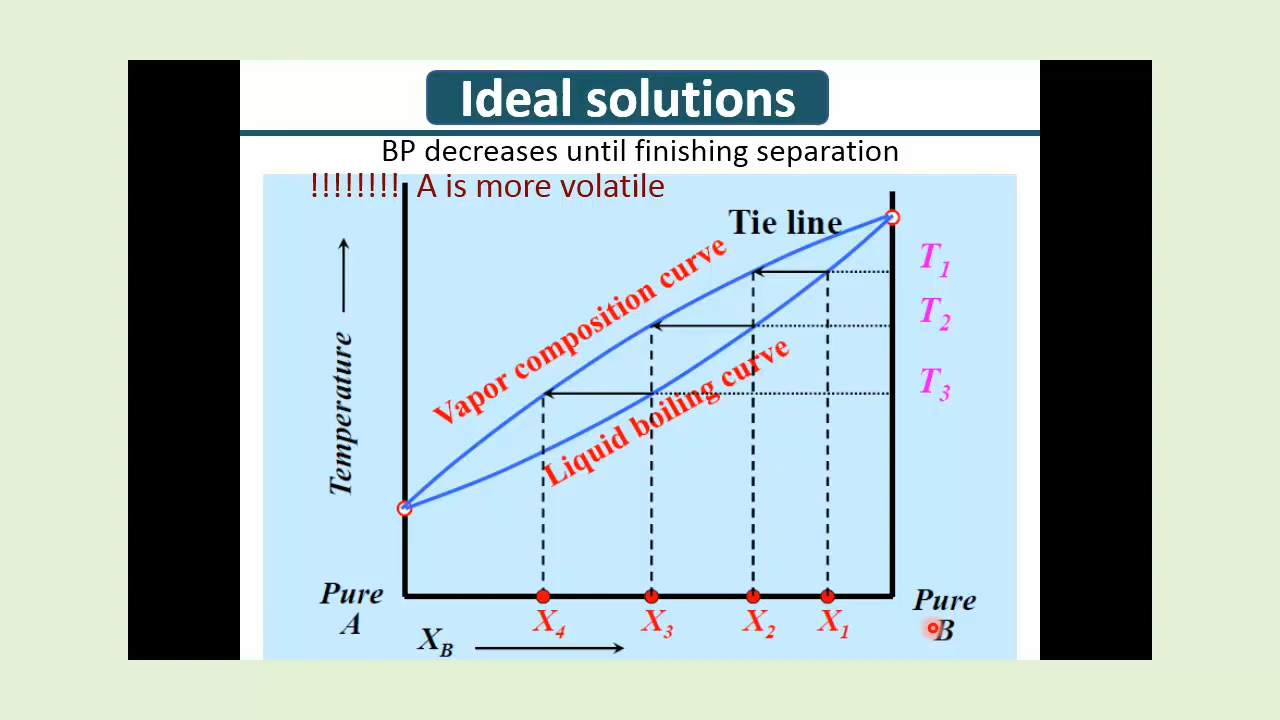 Ideal solutions
BP decreases until finishing separation
!!!!!!!! A is more volatile
Tie line
Vapor composition curve
Liquid boiling curve
Temperature
T1
T2
T3
Pure
A
X4
X3
X2
X1
Pure
B
XB